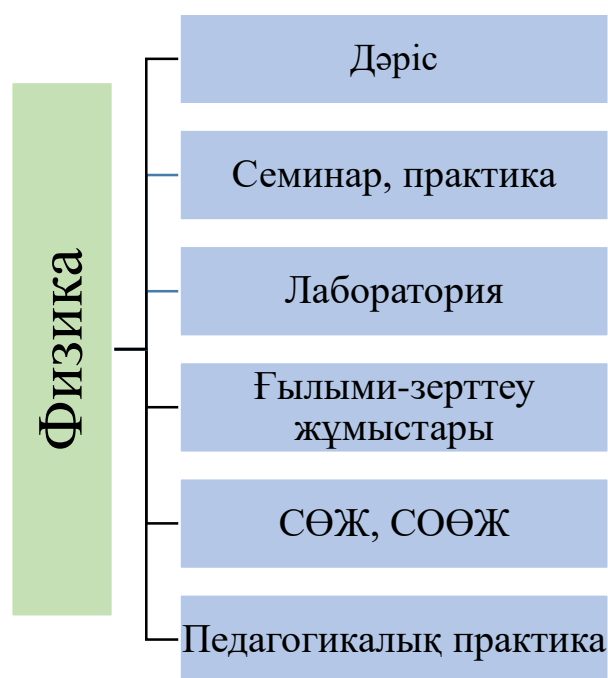 Физика
Дәріс
Семинар, практика
Лаборатория
Ғылыми-зерттеу
жұмыстары
СӨЖ, СОӨЖ
Педагогикалық практика